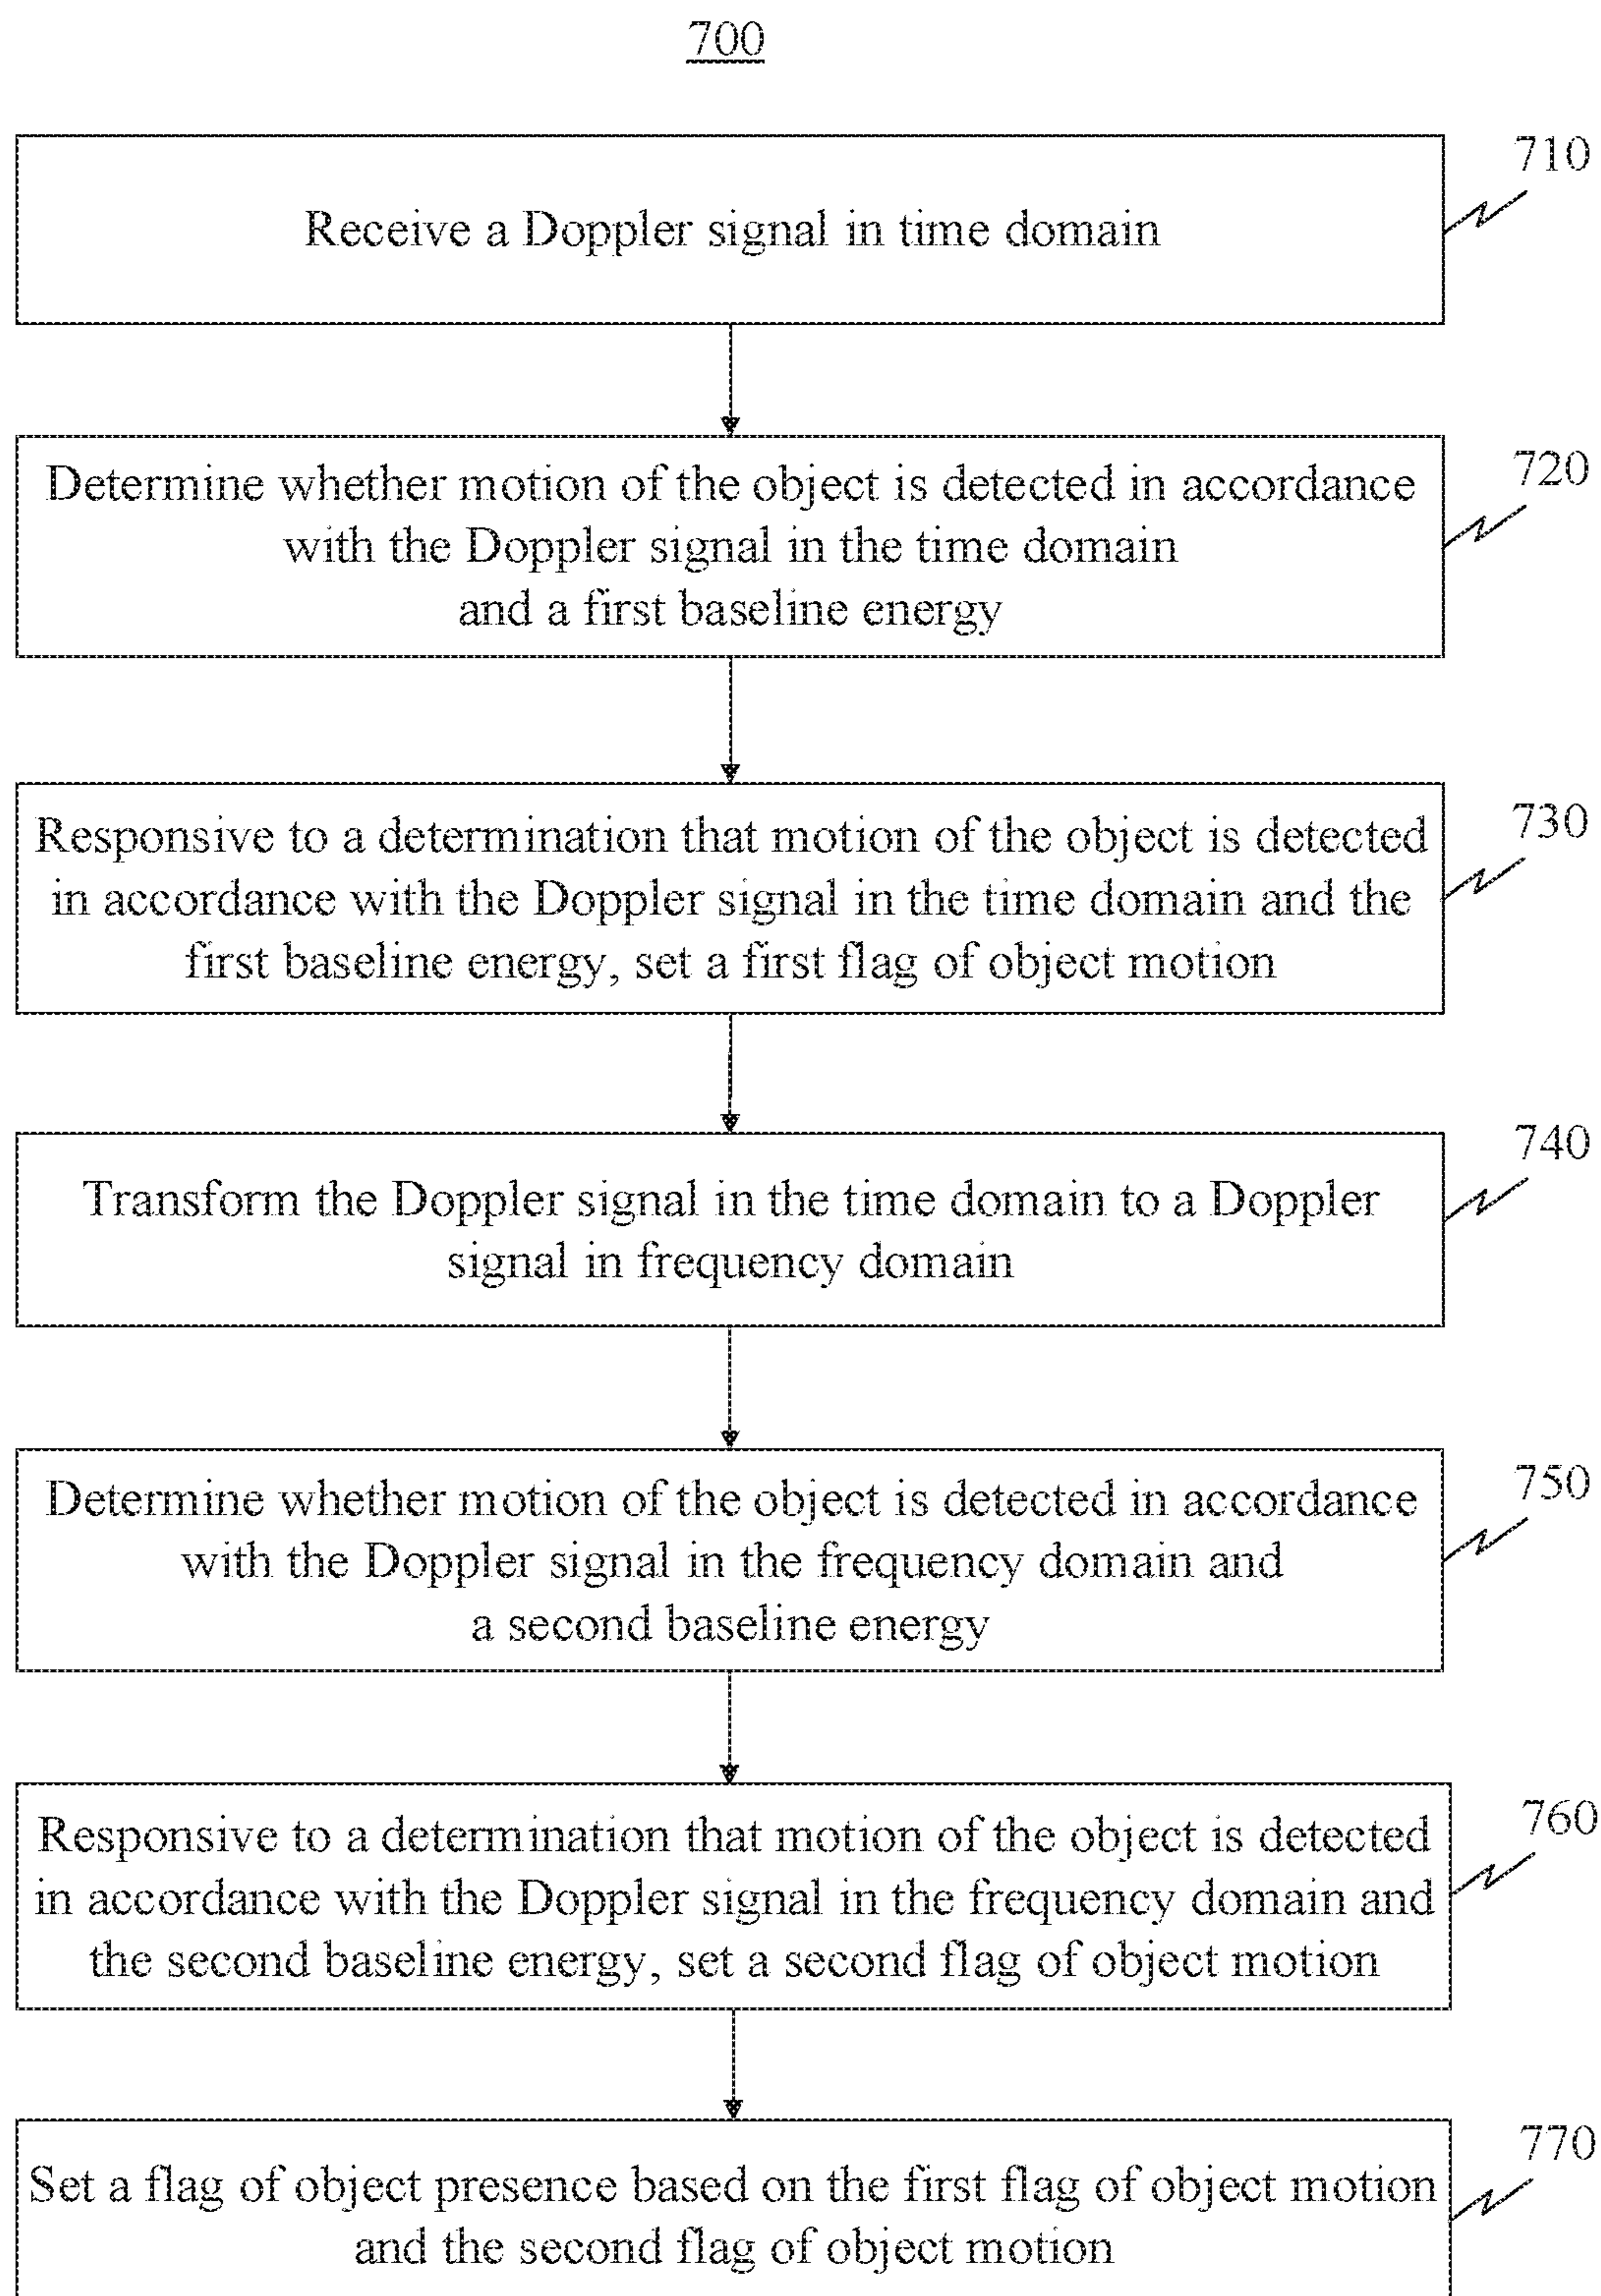 700
710
Receive a Doppler signal in time domain
720
Determine whether motion of the object is detected in accordance
with the Doppler signal in the time domain
and a first baseline energy
730
Responsive to a determination that motion of the object is detected
in accordance with the Doppler signal in the time domain and the
first baseline energy, set a first flag of object motion
740
Transform the Doppler signal in the time domain to a Doppler
signal in frequency domain
750
Determine whether motion of the object is detected in accordance
with the Doppler signal in the frequency domain and
a second baseline energy
760
Responsive to a determination that motion of the object is detected
in accordance with the Doppler signal in the frequency domain and
the second baseline energy, set a second flag of object motion
770
Set a flag of object presence based on the first flag of object motion
and the second flag of object motion